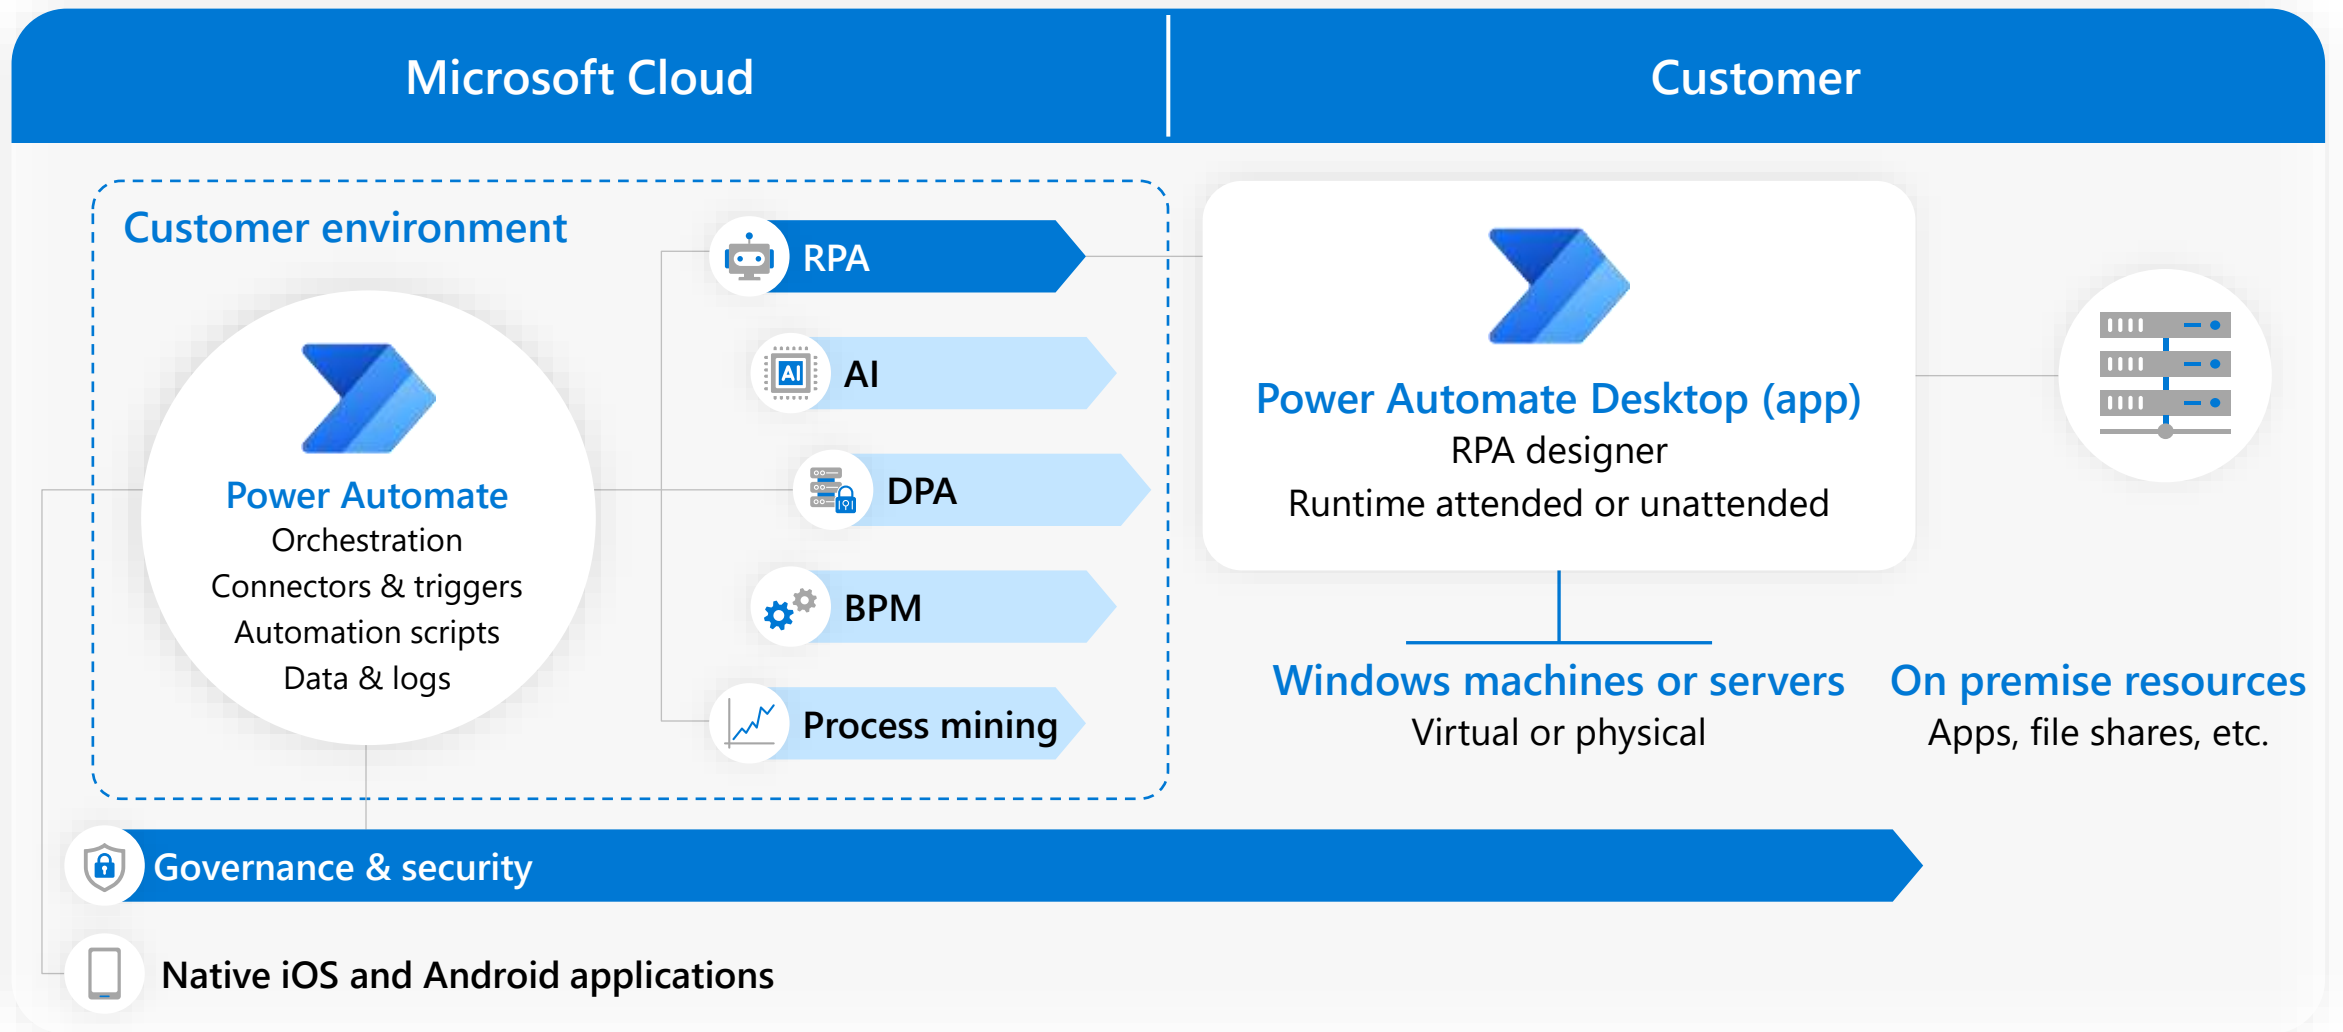 Microsoft Cloud
Customer
Customer environment
Power Automate
Orchestration
Connectors & triggers
Automation scripts
Data & logs
RPA
AI
AI
DPA
BPM
Process mining
Power Automate Desktop (app)
RPA designer
Runtime attended or unattended
Windows machines or servers
Virtual or physical
On premise resources
Apps, file shares, etc.
Governance & security
Native iOS and Android applications